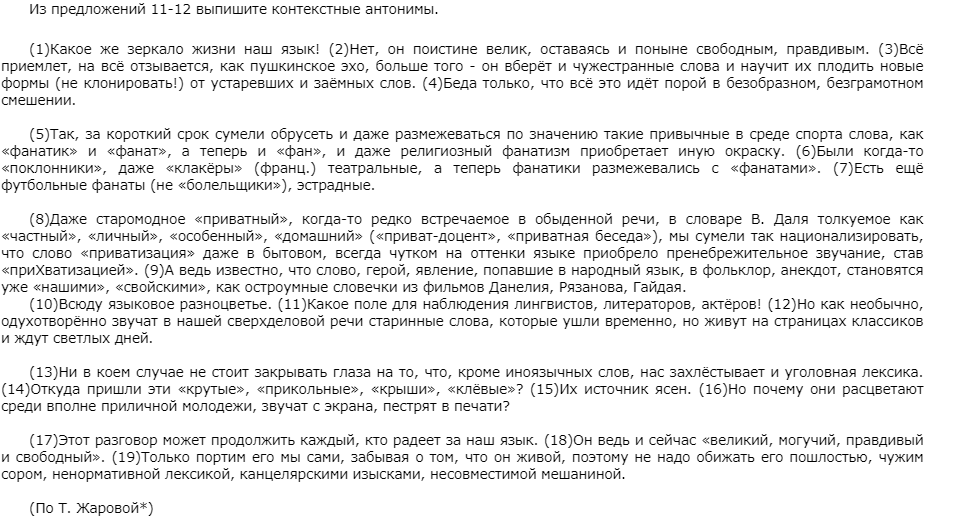 Из предложений 11-12 выпишите контекстные антонимы.
(1)Какое же зеркало жизни наш язык! (2)Нет, он поистине велик, оставаясь и поныне свободным, правдивым. (3)Всё
приемлет, на всё отзывается, как пушкинское эхо, больше того - он вберёт и чужестранные слова и научит их плодить новые
формы (не клонировать!) от устаревших и заёмных слов. (4)Беда только, что всё это идёт порой в безобразном, безграмотном
смешении.
(5)Так, за короткий срок сумели обрусеть и даже размежеваться по значению такие привычные в среде спорта слова, как
«фанатик» и «фанат», а теперь и «фан», и даже религиозный фанатизм приобретает иную окраску. (6)Были когда-то
«поклонники», даже «клакёры» (франц.) театральные, а теперь фанатики размежевались с «фанатами». (7)Есть ещё
футбольные фанаты (не «болельщики»), эстрадные.
(8)Даже старомодное «приватный», когда-то редко встречаемое в обыденной речи, в словаре В. Даля толкуемое как
«частный», «личный», «особенный», «домашний» («приват-доцент», «приватная беседа»), мы сумели так национализировать,
что слово «приватизация» даже в бытовом, всегда чутком на оттенки языке приобрело пренебрежительное звучание, став
«приХватизацией». (9)А ведь известно, что слово, герой, явление, попавшие в народный язык, в фольклор, анекдот, становятся
уже «нашими», «свойскими», как остроумные словечки из фильмов Данелия, Рязанова, Гайдая.
(10)Всюду языковое разноцветье. (11)Какое поле для наблюдения лингвистов, литераторов, актёров! (12)Но как необычно,
одухотворённо звучат в нашей сверхделовой речи старинные слова, которые ушли временно, но живут на страницах классиков
и ждут светлых дней.
(13)Ни в коем случае не стоит закрывать глаза на то, что, кроме иноязычных слов, нас захлёстывает и уголовная лексика.
(14)Откуда пришли эти «крутые», «прикольные», «крыши», «клёвые»? (15)Их источник ясен. (16)Но почему они расцветают
среди вполне приличной молодежи, звучат с экрана, пестрят в печати?
(17)Этот разговор может продолжить каждый, кто радеет за наш язык. (18)Он ведь и сейчас «великий, могучий, правдивый
и свободный». (19)Только портим его мы сами, забывая о том, что он живой, поэтому не надо обижать его пошлостью, чужим
сором, ненормативной лексикой, канцелярскими изысками, несовместимой мешаниной.
(По Т. Жаровой*)